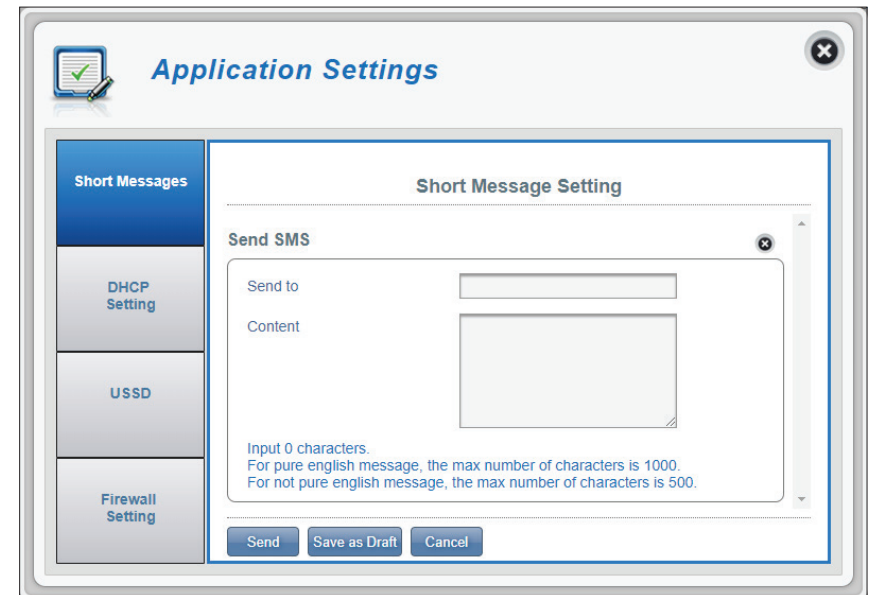 Application Settings
Short Messages
DHCP
Setting
USSD
Firewall
Setting
Short Message Setting
Send SMS
Send to
Content
Input 0 characters.
For pure english message, the max number of characters is 1000.
For not pure english message, the max number of characters is 500.
Send
Save as Draft
Cancel